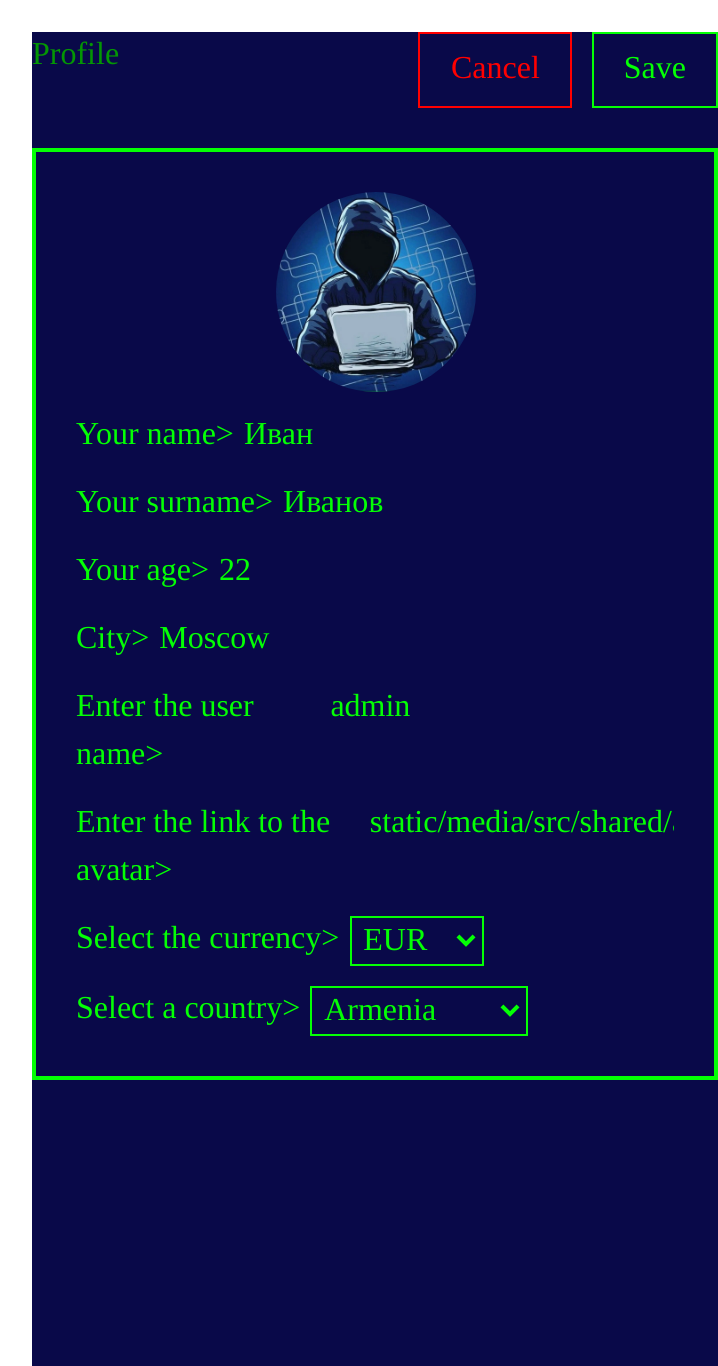 Profile
Cancel
Save
Your name> Иван
Your surname> Иванов
Your age> 22
City> Moscow
Enter the user name> admin
Enter the link to the avatar> static/media/src/shared/
Select the currency> EUR
Select a country> Armenia